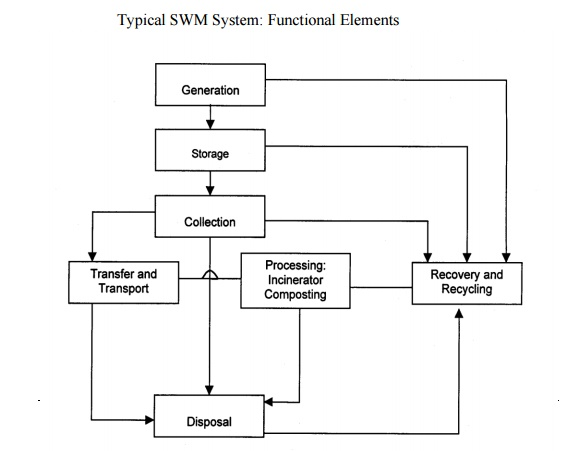 Typical SWM System: Functional Elements
Generation
Storage
Collection
Transfer and
Transport
Processing:
Incinerator
Composting
Recovery and
Recycling
Disposal